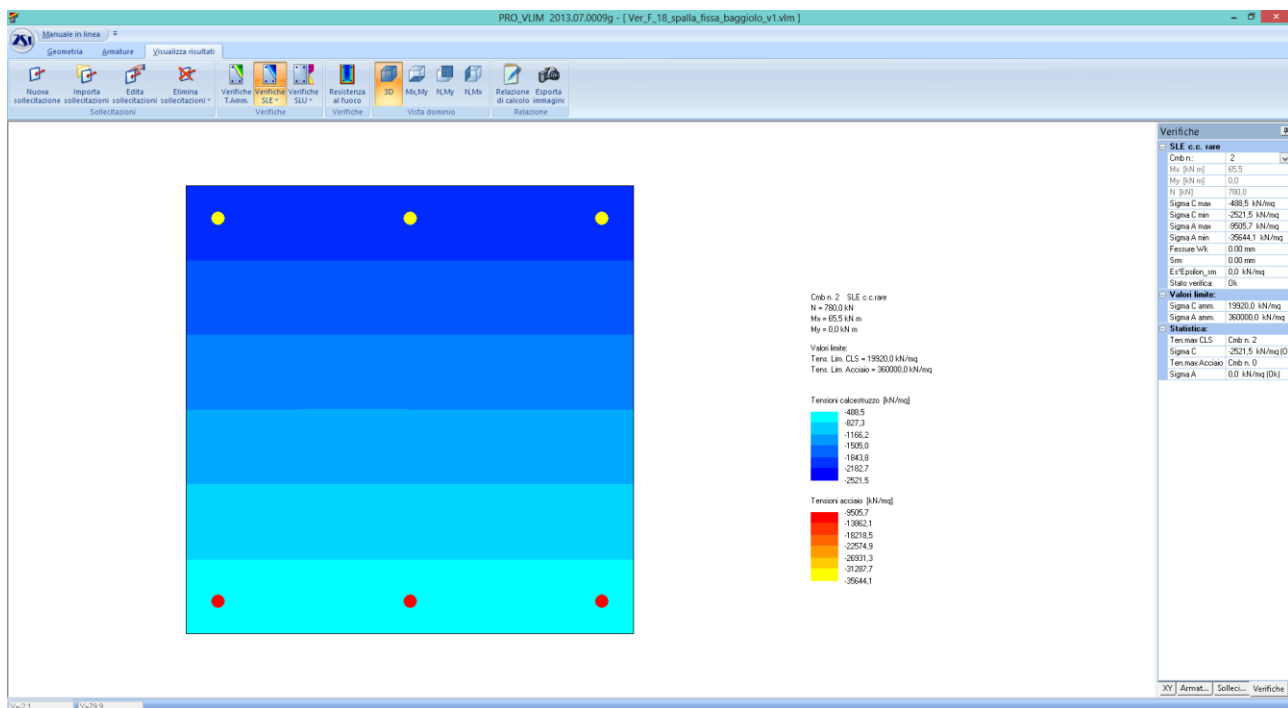 PRO_VLIM 2013.07.0009g - [ Ver_F_18_spalla_fissa_baggiolo_v1.vlm ]
2SI
Manuale in linea
Geometria Armature Visualizza risultati
Nuova sollecitazione
Importa sollecitazioni
Edita sollecitazioni
Elimina sollecitazioni
Verifiche T.Amm.
Verifiche SLE
Verifiche SLU
Resistenza al fuoco
3D
Mx,My
N,My
N,Mx
Relazione di calcolo
Esporta immagini
Sollecitazioni Verifiche Verifiche Vista dominio Relazione
Cmb n. 2 SLE c.c.rare
N = 780,0 kN
Mx = 65,5 kN m
My = 0,0 kN m
Valori limite:
Tens. Lim. CLS = 19920,0 kN/mq
Tens. Lim. Acciaio = 360000,0 kN/mq
Tensioni calcestruzzo [kN/mq]
-488,5
-827,3
-1166,2
-1505,0
-1843,8
-2182,7
-2521,5
Tensioni acciaio [kN/mq]
-9505,7
-13862,1
-18218,5
-22574,9
-26931,3
-31287,7
-35644,1
Verifiche
SLE c.c. rare
Cmb n.: 2
Mx [kN m] 65,5
My [kN m] 0,0
N [kN] 780,0
Sigma C max -488,5 kN/mq
Sigma C min -2521,5 kN/mq
Sigma A max -9505,7 kN/mq
Sigma A min -35644,1 kN/mq
Fessure Wk 0.00 mm
Srm 0.00 mm
Es*Epsilon_sm 0,0 kN/mq
Stato verifica: Ok
Valori limite:
Sigma C amm. 19920,0 kN/mq
Sigma A amm. 360000,0 kN/mq
Statistica:
Ten.max CLS Cmb n. 2
Sigma C -2521,5 kN/mq (O
Ten.max Acciaio Cmb n. 0
Sigma A 0,0 kN/mq (Ok)
XY Armat... Solleci... Verifiche
Y=79,9